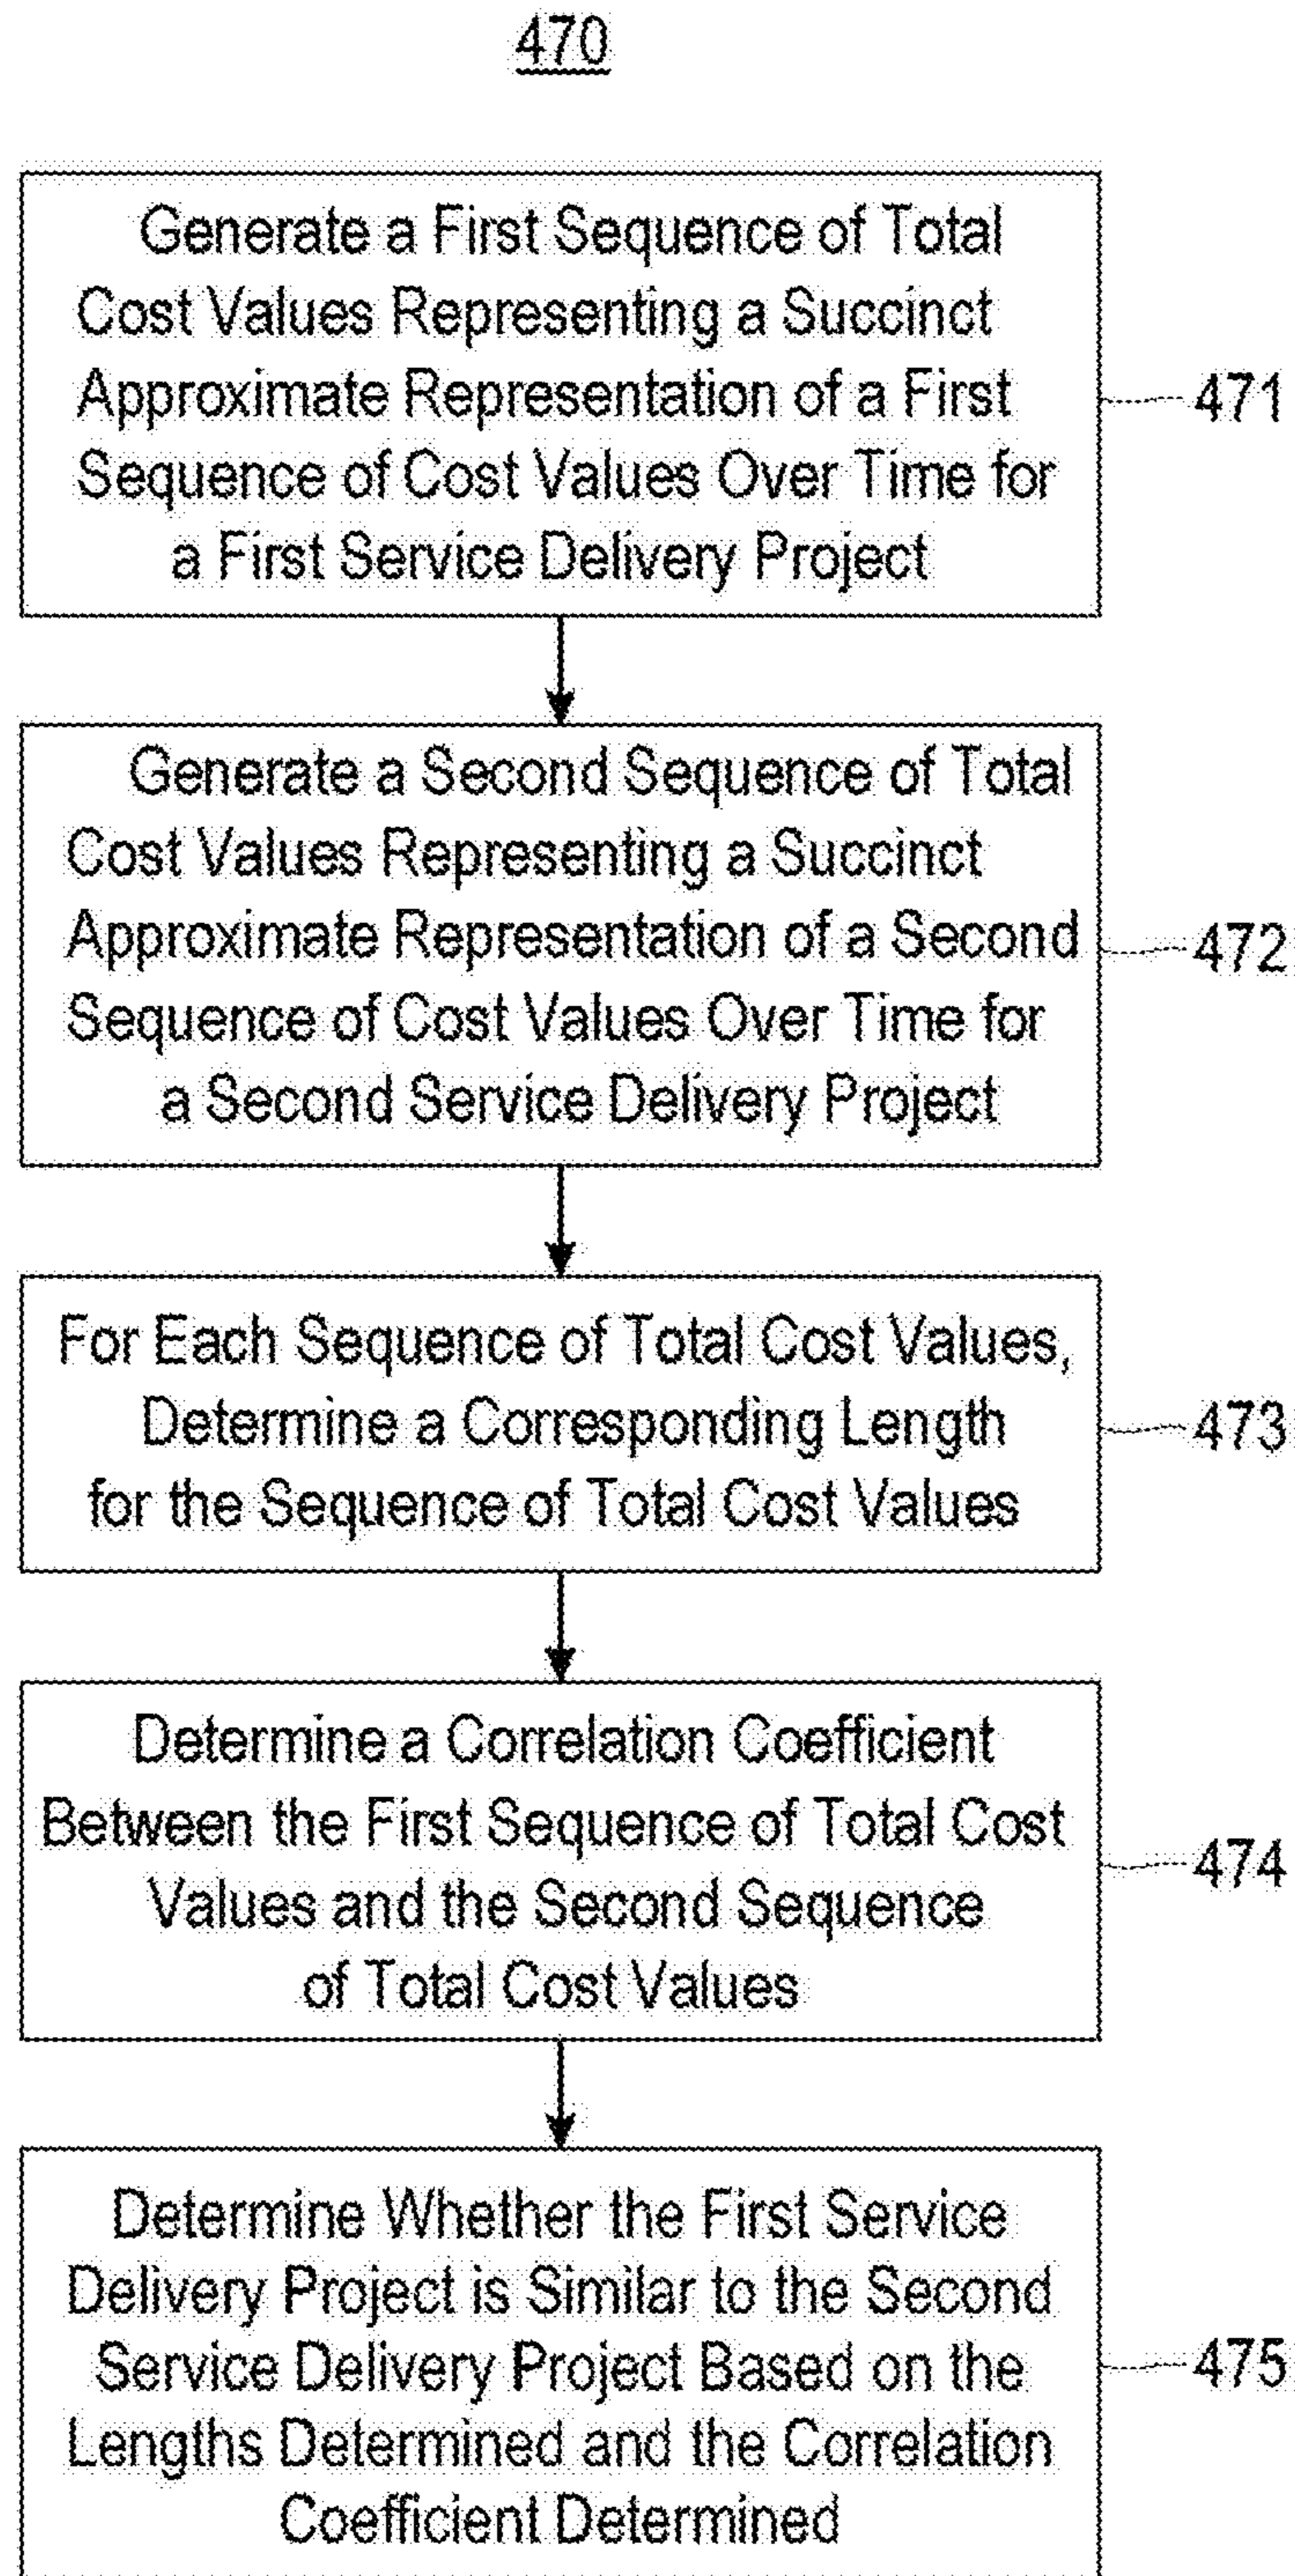 470
Generate a First Sequence of Total
Cost Values Representing a Succinct
Approximate Representation of a First
Sequence of Cost Values Over Time for
a First Service Delivery Project
471
Generate a Second Sequence of Total
Cost Values Representing a Succinct
Approximate Representation of a Second
Sequence of Cost Values Over Time for
a Second Service Delivery Project
472
For Each Sequence of Total Cost Values,
Determine a Corresponding Length
for the Sequence of Total Cost Values
473
Determine a Correlation Coefficient
Between the First Sequence of Total Cost
Values and the Second Sequence
of Total Cost Values
474
Determine Whether the First Service
Delivery Project is Similar to the Second
Service Delivery Project Based on the
Lengths Determined and the Correlation
Coefficient Determined
475